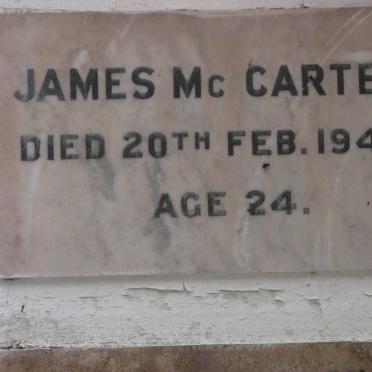 JAMES Mc CARTE
DIED 20TH FEB. 194
AGE 24.